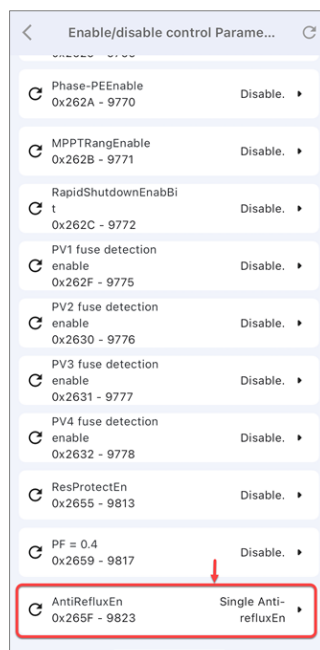 Enable/disable control Parame...
Phase-PEEnable
Disable.
0x262A - 9770
MPPTRangEnable
Disable.
0x262B - 9771
RapidShutdownEnabBi
t
Disable.
0x262C - 9772
PV1 fuse detection
enable
Disable.
0x262F - 9775
PV2 fuse detection
enable
Disable.
0x2630 - 9776
PV3 fuse detection
enable
Disable.
0x2631 - 9777
PV4 fuse detection
enable
Disable.
0x2632 - 9778
ResProtectEn
Disable.
0x2655 - 9813
PF = 0.4
Disable.
0x2659 - 9817
AntiRefluxEn
0x265F - 9823
Single Anti-
refluxEn